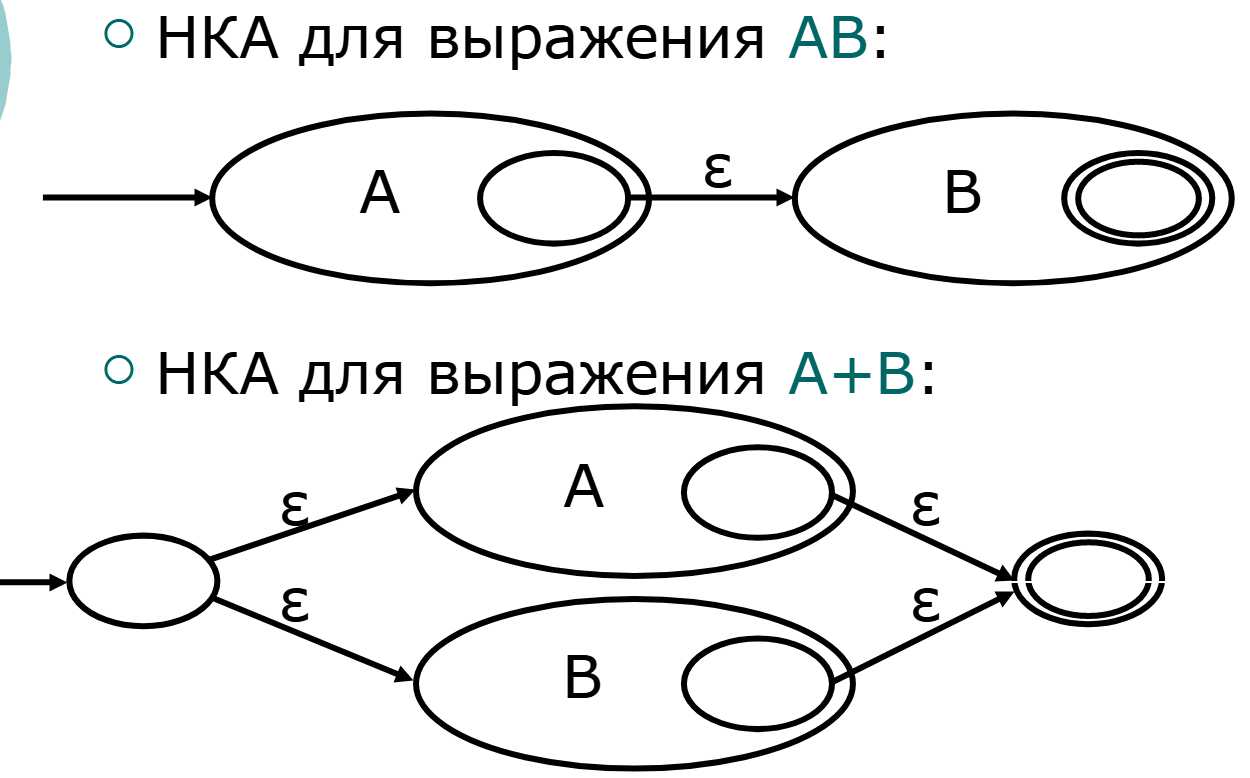 НКА для выражения AB:
A ε B
НКА для выражения A+B:
A
ε ε
ε ε
B